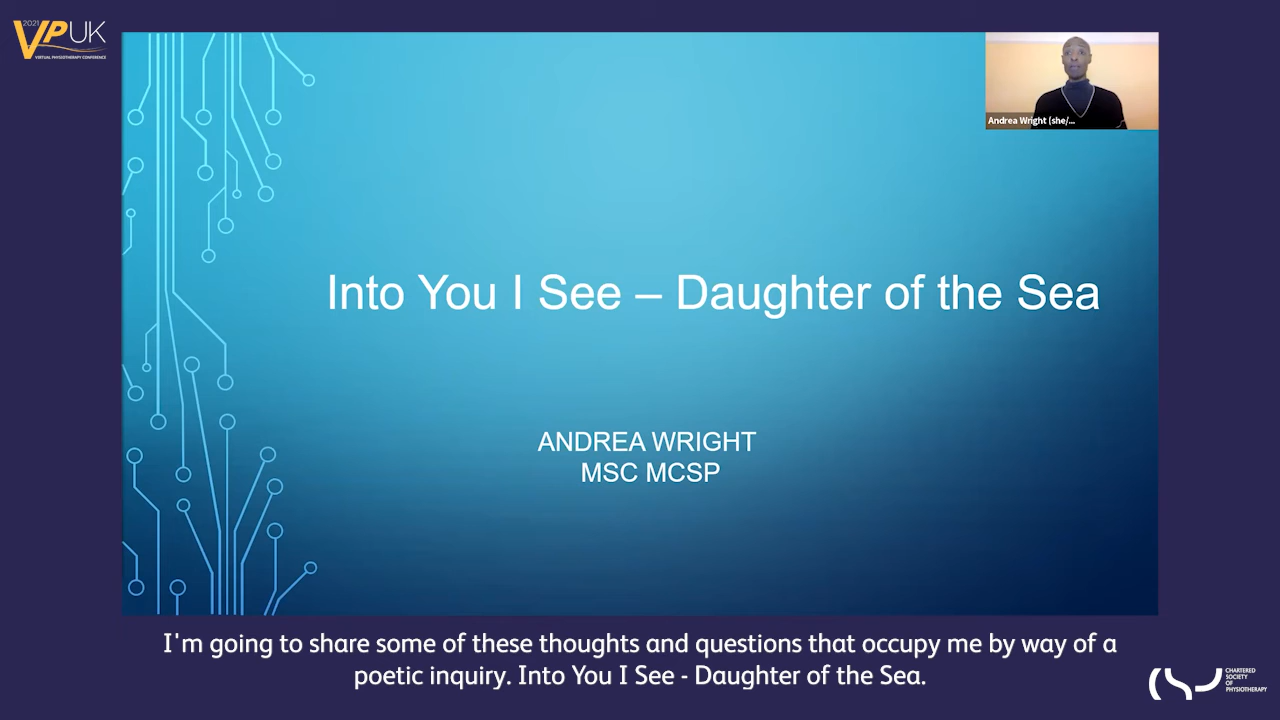 2021
VPUK
VIRTUAL PHYSIOTHERAPY CONFERENCE
Andrea Wright (she/...
Into You I See – Daughter of the Sea
ANDREA WRIGHT
MSC MCSP
I'm going to share some of these thoughts and questions that occupy me by way of a
poetic inquiry. Into You I See - Daughter of the Sea.
CHARTERED
SOCIETY
OF
PHYSIOTHERAPY